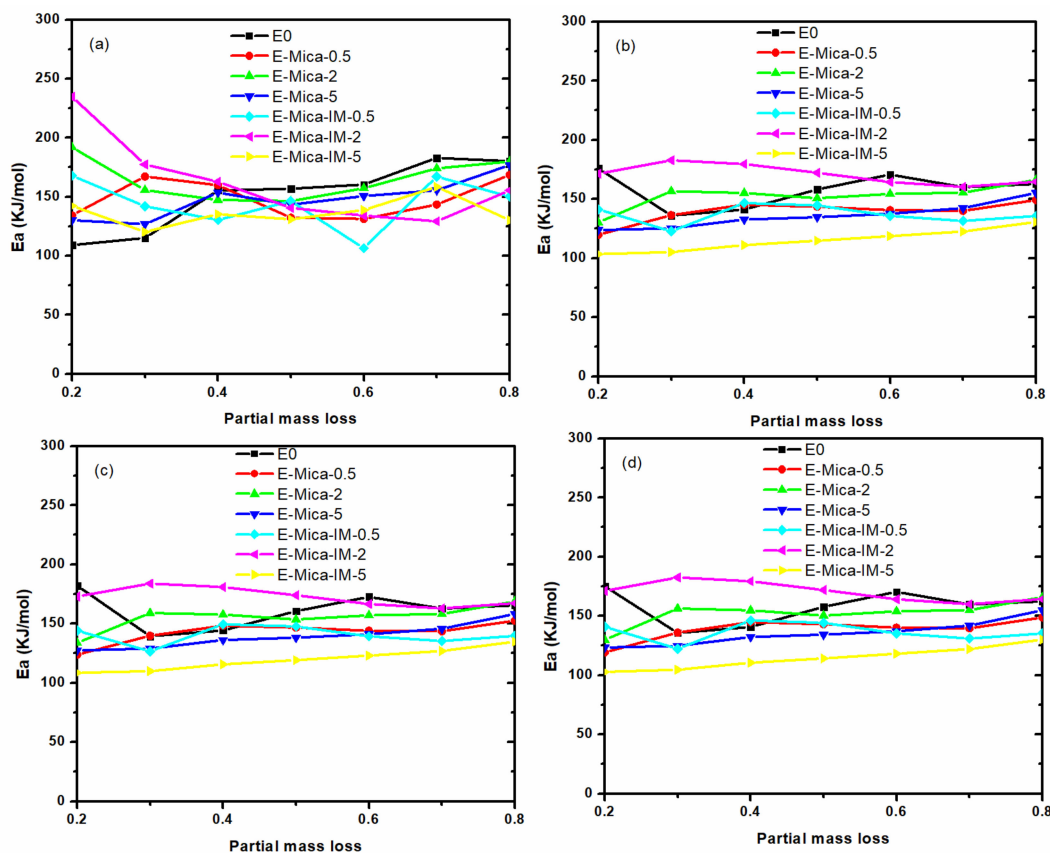 300
250
200
150
100
50
0
Ea (KJ/mol)
(a)
E0
E-Mica-0.5
E-Mica-2
E-Mica-5
E-Mica-IM-0.5
E-Mica-IM-2
E-Mica-IM-5
0.2 0.4 0.6 0.8
Partial mass loss
300
250
200
150
100
50
0
Ea (KJ/mol)
(b)
E0
E-Mica-0.5
E-Mica-2
E-Mica-5
E-Mica-IM-0.5
E-Mica-IM-2
E-Mica-IM-5
0.2 0.4 0.6 0.8
Partial mass loss
300
250
200
150
100
50
0
Ea (KJ/mol)
(c)
E0
E-Mica-0.5
E-Mica-2
E-Mica-5
E-Mica-IM-0.5
E-Mica-IM-2
E-Mica-IM-5
0.2 0.4 0.6 0.8
Partial mass loss
300
250
200
150
100
50
0
Ea (KJ/mol)
(d)
E0
E-Mica-0.5
E-Mica-2
E-Mica-5
E-Mica-IM-0.5
E-Mica-IM-2
E-Mica-IM-5
0.2 0.4 0.6 0.8
Partial mass loss